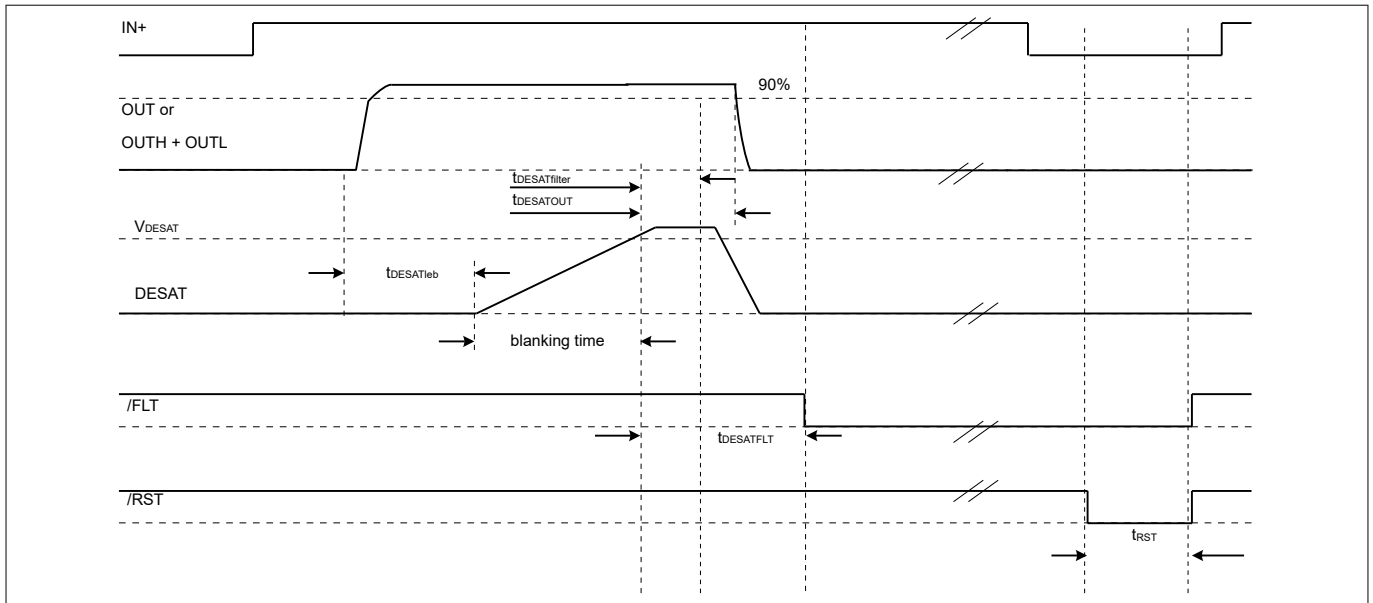 IN+
90%
OUT or
OUTH + OUTL
tDESATfilter
tDESATOUT
VDESAT
tDESATleb
DESAT
blanking time
/FLT
tDESATFLT
/RST
tRST